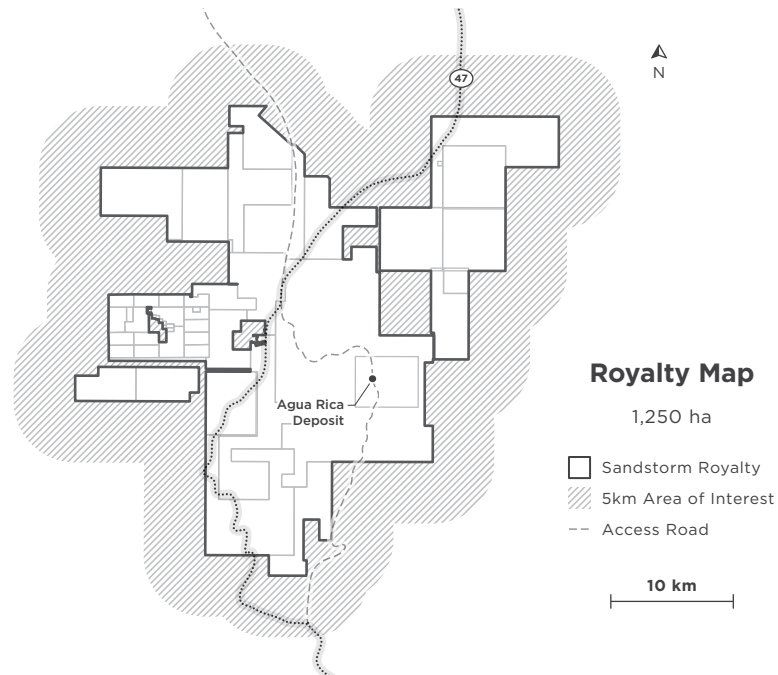 47
N
Agua Rica
Deposit
Royalty Map
1,250 ha
Sandstorm Royalty
5km Area of Interest
Access Road
10 km